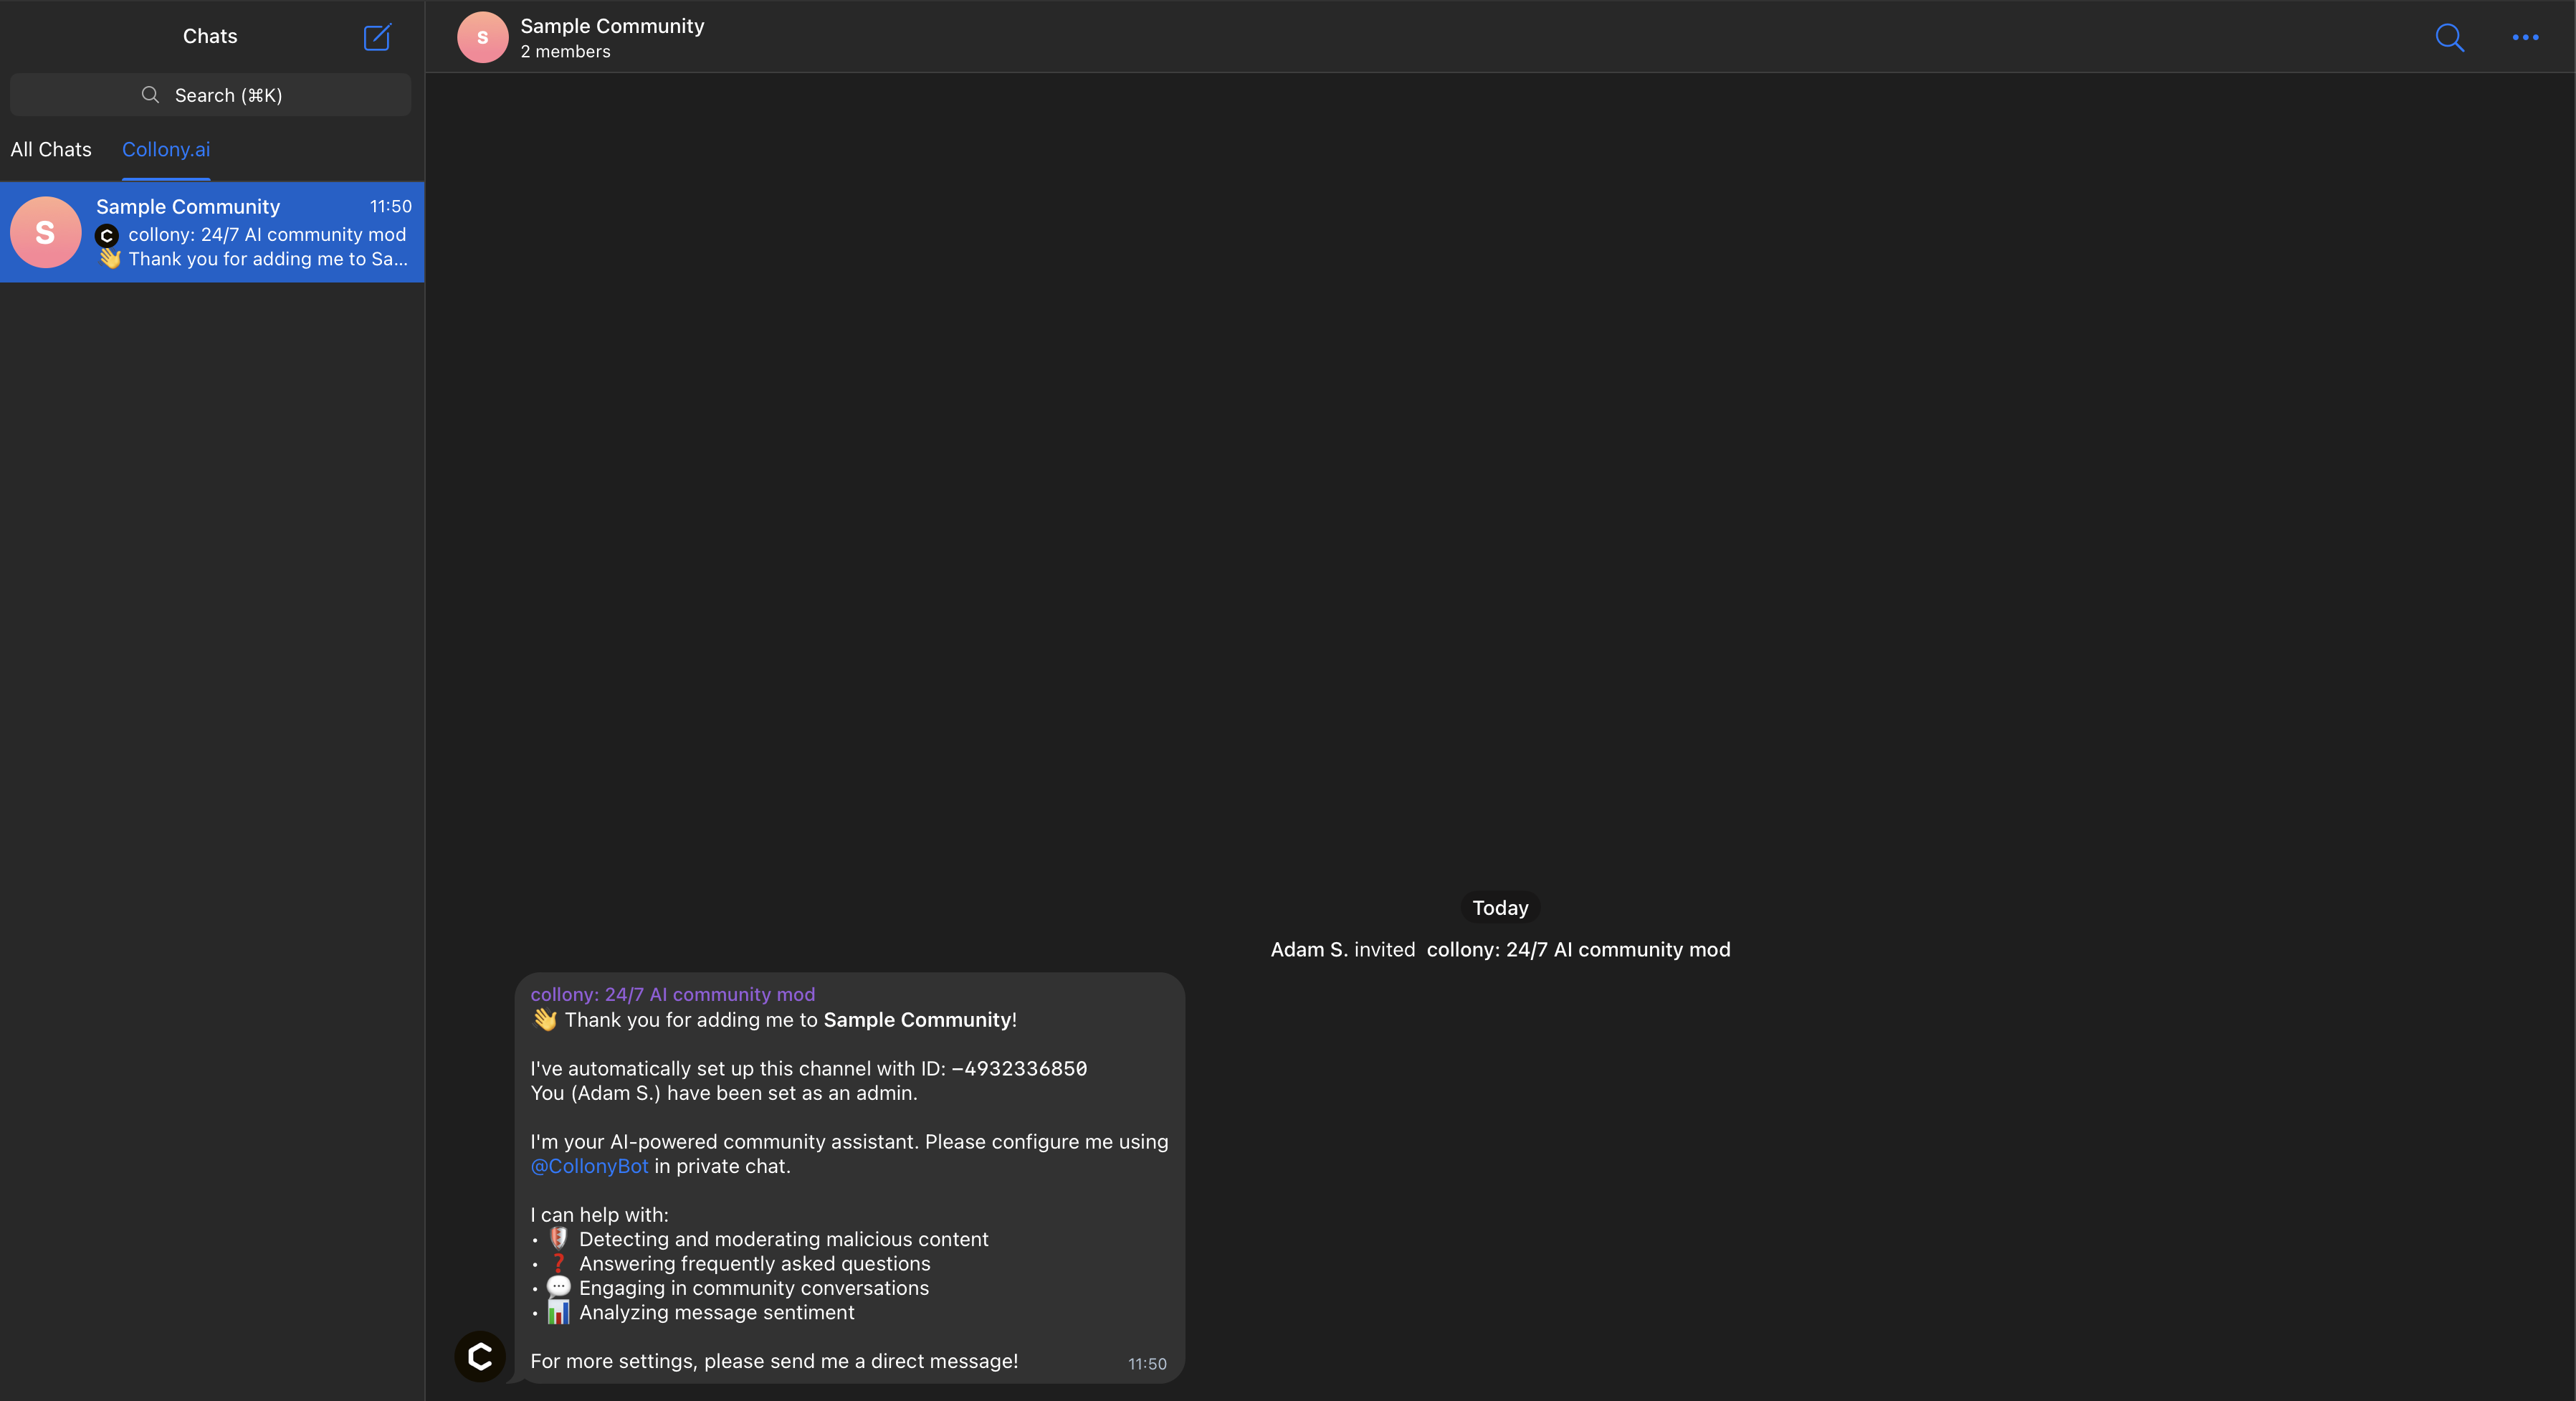 Chats
Search (⌘K)
All Chats
Collony.ai
S
Sample Community
11:50
C
collony: 24/7 AI community mod
👋 Thank you for adding me to Sa...
S
Sample Community
2 members
Today
Adam S. invited collony: 24/7 AI community mod
collony: 24/7 AI community mod
👋 Thank you for adding me to Sample Community!
I've automatically set up this channel with ID: -4932336850
You (Adam S.) have been set as an admin.
I'm your AI-powered community assistant. Please configure me using
@CollonyBot in private chat.
I can help with:
• 🛡️ Detecting and moderating malicious content
• ❓ Answering frequently asked questions
• 💬 Engaging in community conversations
• 📊 Analyzing message sentiment
For more settings, please send me a direct message!
11:50
C